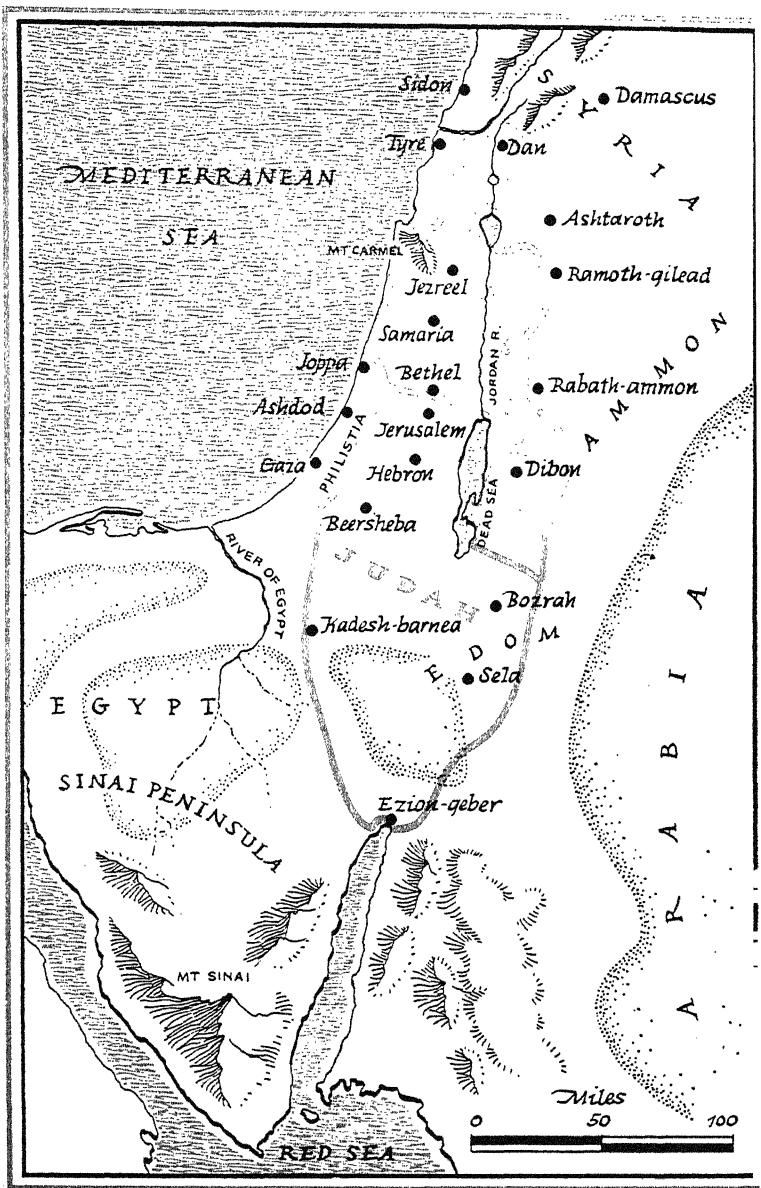 Sidon
SYRIA
Damascus
Tyre
Dan
MEDITERRANEAN
SEA
Ashtaroth
MT CARMEL
Jezreel
Ramoth-gilead
Samaria
AMMON
Joppa
Bethel
JORDAN R.
Rabath-ammon
Ashdod
Jerusalem
PHILISTIA
Gaza
Hebron
Dibon
DEAD SEA
Beersheba
RIVER OF EGYPT
JUDAH
Bozrah
Kadesh-barnea
EDOM
Sela
ARABIA
EGYPT
SINAI PENINSULA
Ezion-geber
MT SINAI
Miles
0 50 100
RED SEA